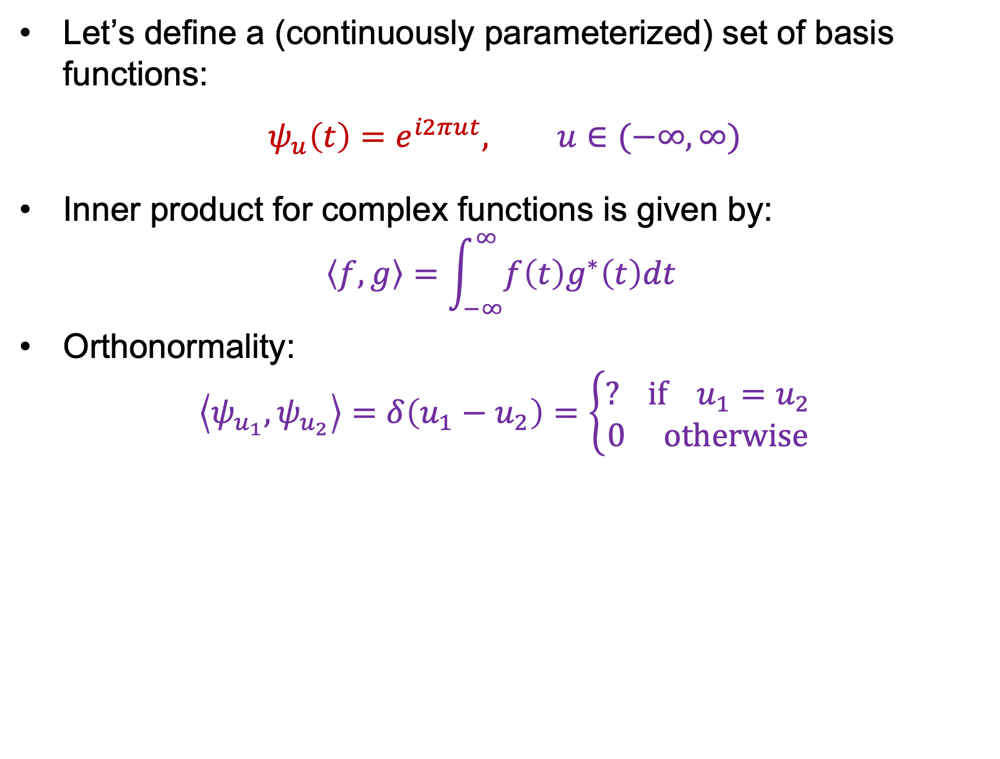 • Let’s define a (continuously parameterized) set of basis
functions:
ψ_u(t) = e^{i2πut}, u ∈ (−∞, ∞)
• Inner product for complex functions is given by:
⟨f, g⟩ = ∫_{−∞}^{∞} f(t)g*(t)dt
• Orthonormality:
⟨ψ_{u_1}, ψ_{u_2}⟩ = δ(u_1 − u_2) = { ? if u_1 = u_2
0 otherwise